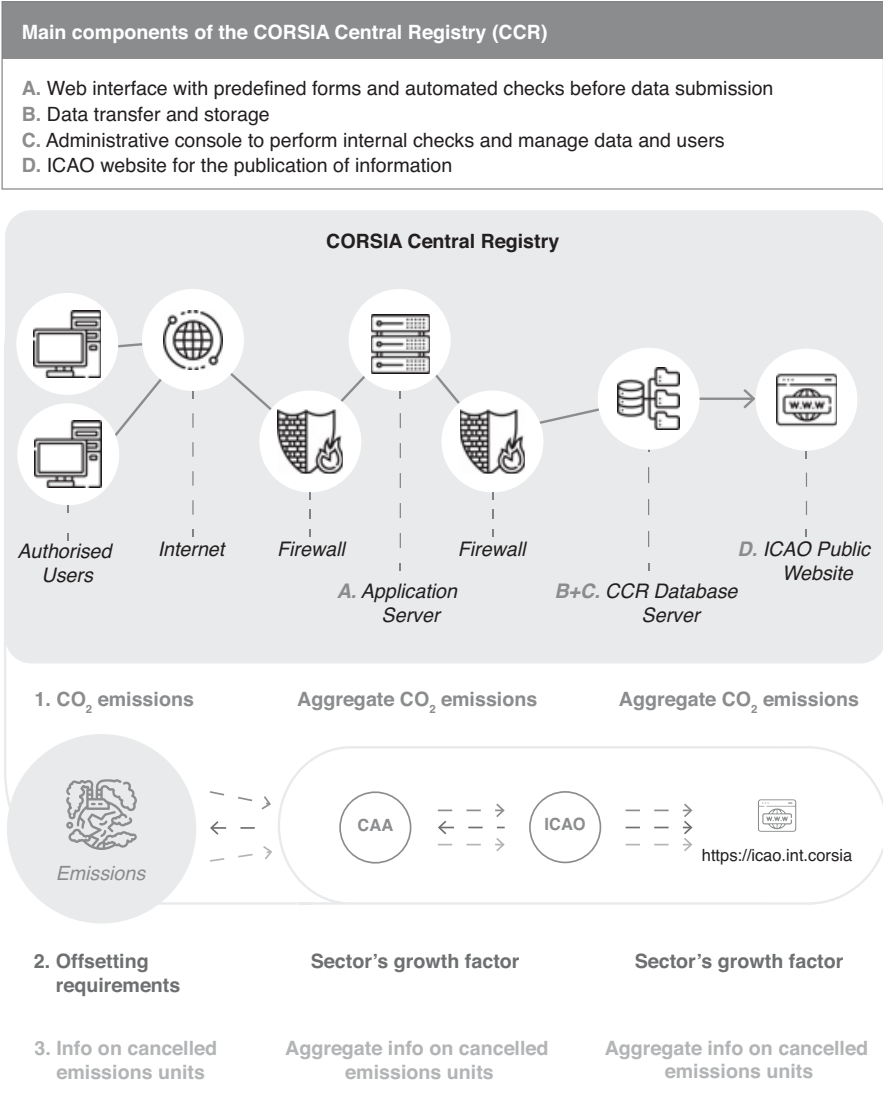 Main components of the CORSIA Central Registry (CCR)
A. Web interface with predefined forms and automated checks before data submission
B. Data transfer and storage
C. Administrative console to perform internal checks and manage data and users
D. ICAO website for the publication of information
CORSIA Central Registry
W.W.W
Authorised
Users
Internet
Firewall
A. Application
Server
Firewall
B+C. CCR Database
Server
D. ICAO Public
Website
1. CO2 emissions
Aggregate CO2 emissions
Aggregate CO2 emissions
Emissions
CAA
ICAO
W.W.W
https://icao.int.corsia
2. Offsetting
requirements
Sector's growth factor
Sector's growth factor
3. Info on cancelled
emissions units
Aggregate info on cancelled
emissions units
Aggregate info on cancelled
emissions units